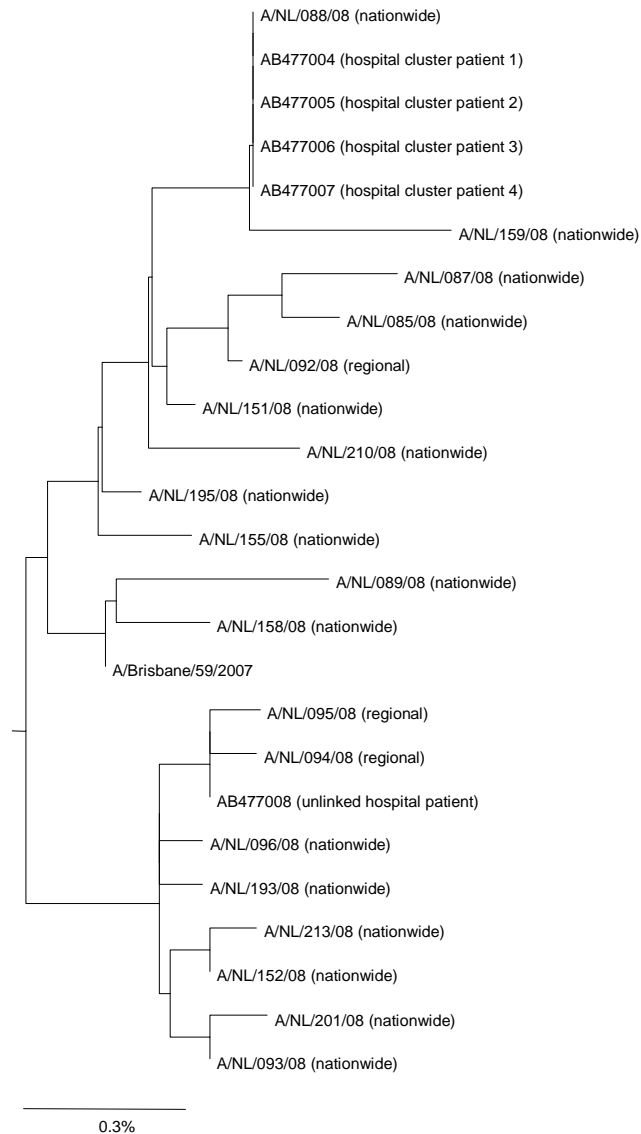 A/NL/088/08 (nationwide)
AB477004 (hospital cluster patient 1)
AB477005 (hospital cluster patient 2)
AB477006 (hospital cluster patient 3)
AB477007 (hospital cluster patient 4)
A/NL/159/08 (nationwide)
A/NL/087/08 (nationwide)
A/NL/085/08 (nationwide)
A/NL/092/08 (regional)
A/NL/151/08 (nationwide)
A/NL/210/08 (nationwide)
A/NL/195/08 (nationwide)
A/NL/155/08 (nationwide)
A/NL/089/08 (nationwide)
A/NL/158/08 (nationwide)
A/Brisbane/59/2007
A/NL/095/08 (regional)
A/NL/094/08 (regional)
AB477008 (unlinked hospital patient)
A/NL/096/08 (nationwide)
A/NL/193/08 (nationwide)
A/NL/213/08 (nationwide)
A/NL/152/08 (nationwide)
A/NL/201/08 (nationwide)
A/NL/093/08 (nationwide)
0.3%